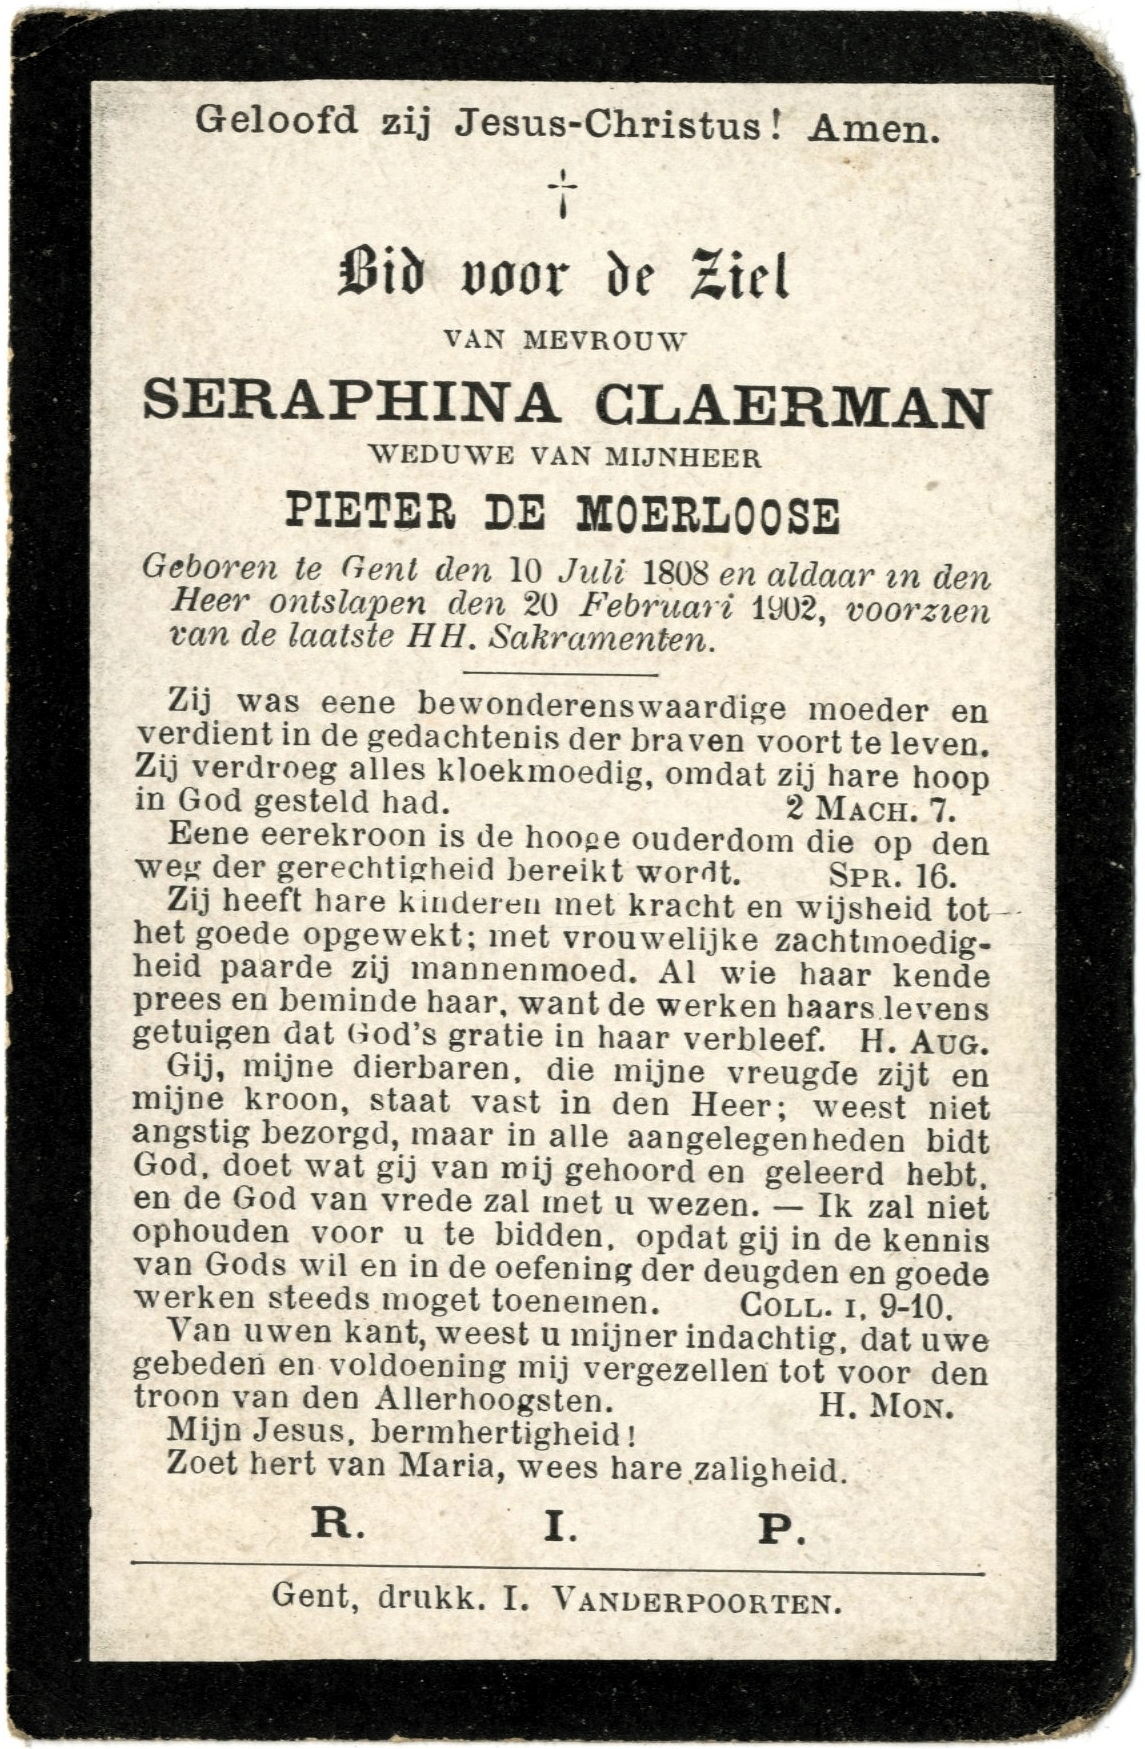 Geloofd zij Jesus-Christus! Amen.
Bid voor de Ziel
VAN MEVROUW
SERAPHINA CLAERMAN
WEDUWE VAN MIJNHEER
PIETER DE MOERLOOSE
Geboren te Gent den 10 Juli 1808 en aldaar in den
Heer ontslapen den 20 Februari 1902, voorzien
van de laatste HH. Sakramenten.
Zij was eene bewonderenswaardige moeder en
verdient in de gedachtenis der braven voort te leven.
Zij verdroeg alles kloekmoedig, omdat zij hare hoop
in God gesteld had. 2 MACH. 7.
Eene eerekroon is de hooge ouderdom die op den
weg der gerechtigheid bereikt wordt. SPR. 16.
Zij heeft hare kinderen met kracht en wijsheid tot
het goede opgewekt; met vrouwelijke zachtmoedig-
heid paarde zij mannenmoed. Al wie haar kende
prees en beminde haar, want de werken haars levens
getuigen dat God's gratie in haar verbleef. H. AUG.
Gij, mijne dierbaren, die mijne vreugde zijt en
mijne kroon, staat vast in den Heer; weest niet
angstig bezorgd, maar in alle aangelegenheden bidt
God, doet wat gij van mij gehoord en geleerd hebt,
en de God van vrede zal met u wezen. — Ik zal niet
ophouden voor u te bidden, opdat gij in de kennis
van Gods wil en in de oefening der deugden en goede
werken steeds moget toenemen. COLL. I, 9-10.
Van uwen kant, weest u mijner indachtig, dat uwe
gebeden en voldoening mij vergezellen tot voor den
troon van den Allerhoogsten. H. MON.
Mijn Jesus, bermhertigheid!
Zoet hert van Maria, wees hare zaligheid.
R. I. P.
Gent, drukk. I. VANDERPOORTEN.